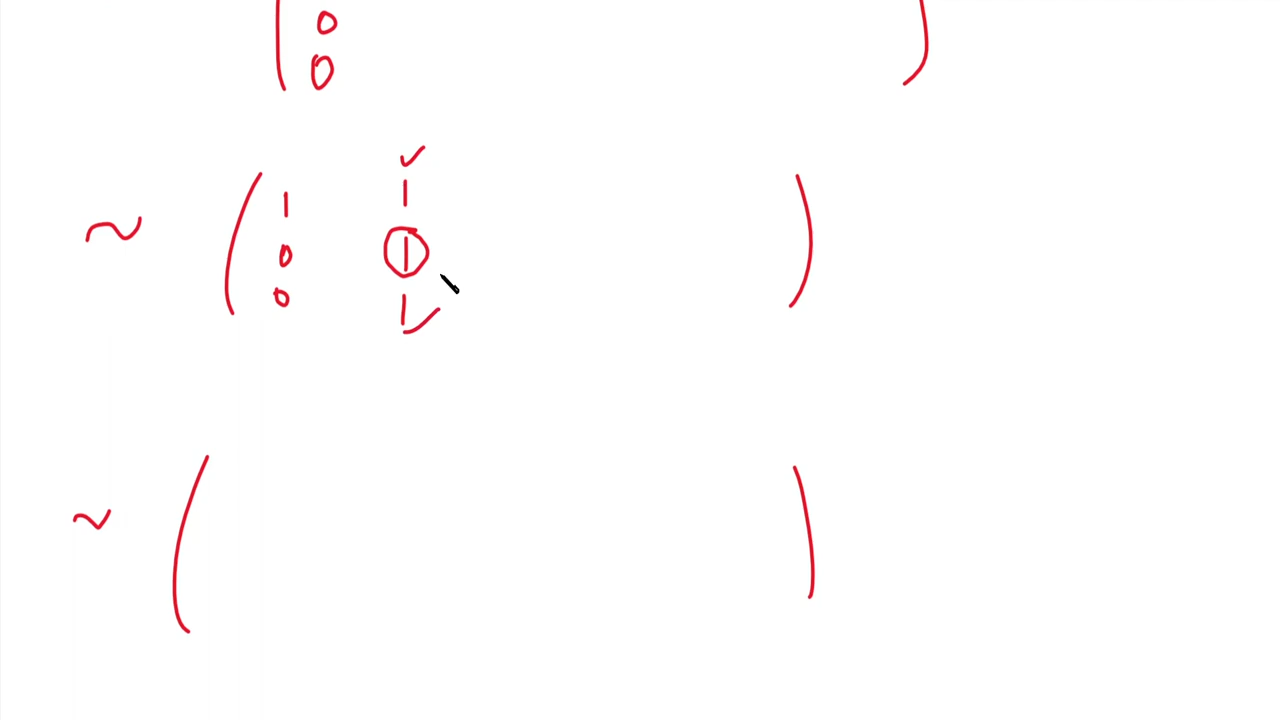 0
0
✓
1 1
~ ( 0 1 )
0 1 ✓
~ ( )